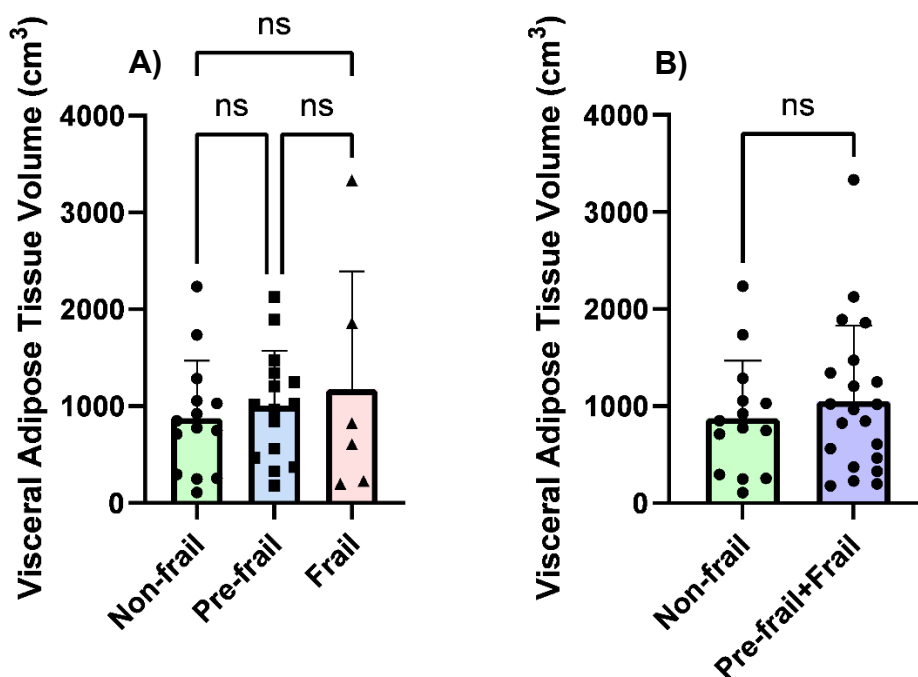 A)
Visceral Adipose Tissue Volume (cm³)
4000
3000
2000
1000
0
ns
ns
ns
Non-frail
Pre-frail
Frail
B)
Visceral Adipose Tissue Volume (cm³)
4000
3000
2000
1000
0
ns
Non-frail
Pre-frail+Frail